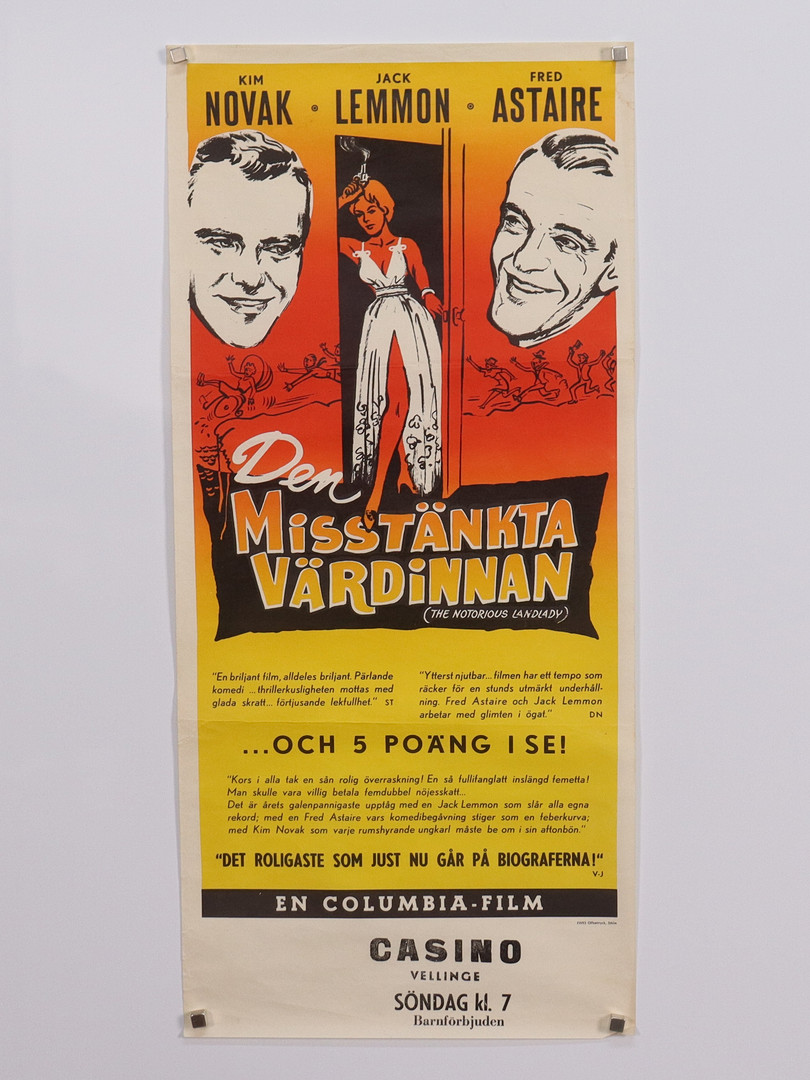 KIM NOVAK • JACK LEMMON • FRED ASTAIRE
Den
MISSTÄNKTA
VÄRDINNAN
(THE NOTORIOUS LANDLADY)
"En briljant film, alldeles briljant. Pärlande
komedi ... thrillerkusligheten mottas med
glada skratt... förtjusande lekfullhet." ST
"Ytterst njutbar... filmen har ett tempo som
räcker för en stunds utmärkt underhåll-
ning. Fred Astaire och Jack Lemmon
arbetar med glimten i ögat." DN
...OCH 5 POÄNG I SE!
"Kors i alla tak en sån rolig överraskning! En så fullifanglatt inslängd femetta!
Man skulle vara villig betala femdubbel nöjesskatt...
Det är årets galenpannigaste upptåg med en Jack Lemmon som slår alla egna
rekord; med en Fred Astaire vars komedibegåvning stiger som en feberkurva;
med Kim Novak som varje rumshyrande ungkarl måste be om i sin aftonbön."
"DET ROLIGASTE SOM JUST NU GÅR PÅ BIOGRAFERNA!"
V-J
EN COLUMBIA-FILM
CASINO
VELLINGE
SÖNDAG kl. 7
Barnförbjuden